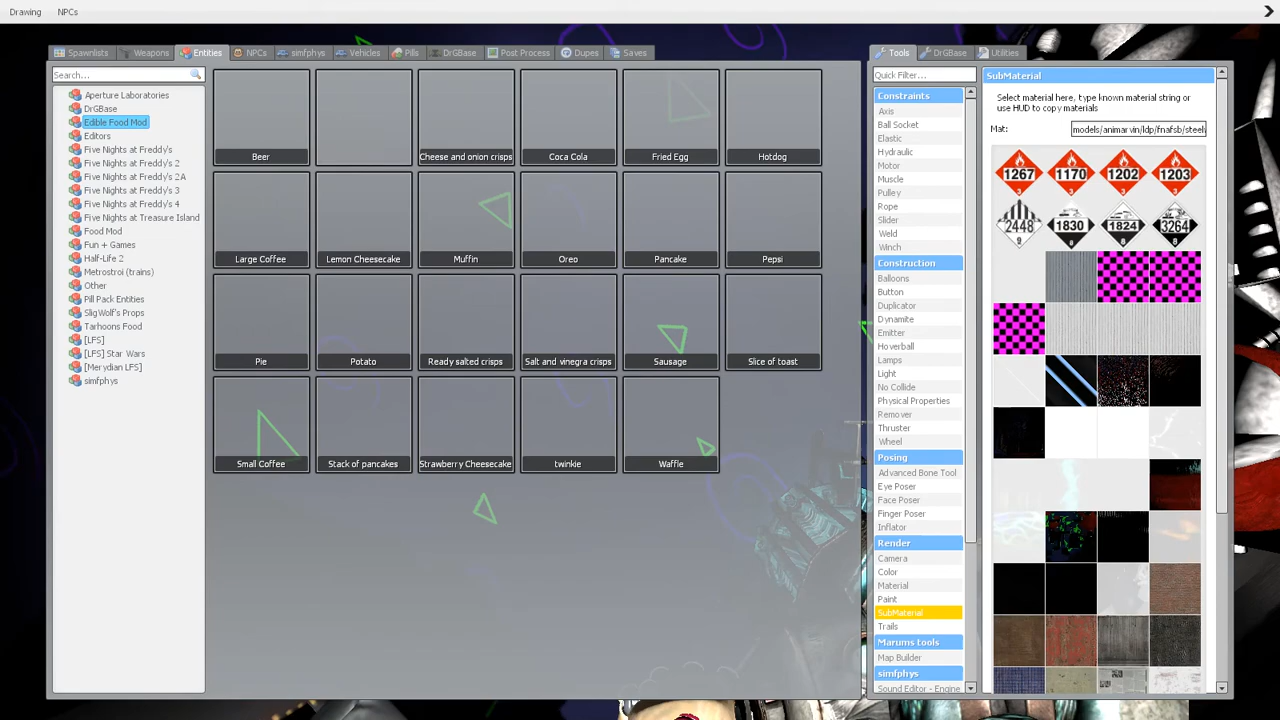 Drawing NPCs
Spawnlists Weapons Entities NPCs simfphys Vehicles Pills DrGBase Post Process Dupes Saves
Search...
Aperture Laboratories
DrGBase
Edible Food Mod
Editors
Five Nights at Freddy's
Five Nights at Freddy's 2
Five Nights at Freddy's 2A
Five Nights at Freddy's 3
Five Nights at Freddy's 4
Five Nights at Treasure Island
Food Mod
Fun + Games
Half-Life 2
Metrostroi (trains)
Other
Pill Pack Entities
SligWolf's Props
Tarhoons Food
[LFS]
[LFS] Star Wars
[Merydian LFS]
simfphys
Beer Cheese and onion crisps Coca Cola Fried Egg Hotdog
Large Coffee Lemon Cheesecake Muffin Oreo Pancake Pepsi
Pie Potato Ready salted crisps Salt and vinegra crisps Sausage Slice of toast
Small Coffee Stack of pancakes Strawberry Cheesecake twinkie Waffle
Tools DrGBase Utilities
Quick Filter...
Constraints
Axis
Ball Socket
Elastic
Hydraulic
Motor
Muscle
Pulley
Rope
Slider
Weld
Winch
Construction
Balloons
Button
Duplicator
Dynamite
Emitter
Hoverball
Lamps
Light
No Collide
Physical Properties
Remover
Thruster
Wheel
Posing
Advanced Bone Tool
Eye Poser
Face Poser
Finger Poser
Inflator
Render
Camera
Color
Material
Paint
SubMaterial
Trails
Marums tools
Map Builder
simfphys
Sound Editor - Engine
SubMaterial
Select material here, type known material string or
use HUD to copy materials
Mat: models/animarvin/ldp/fnafsb/steel
1267 1170 1202 1203
3 3 3 3
2448 1830 1824 3264
9 8 8 8